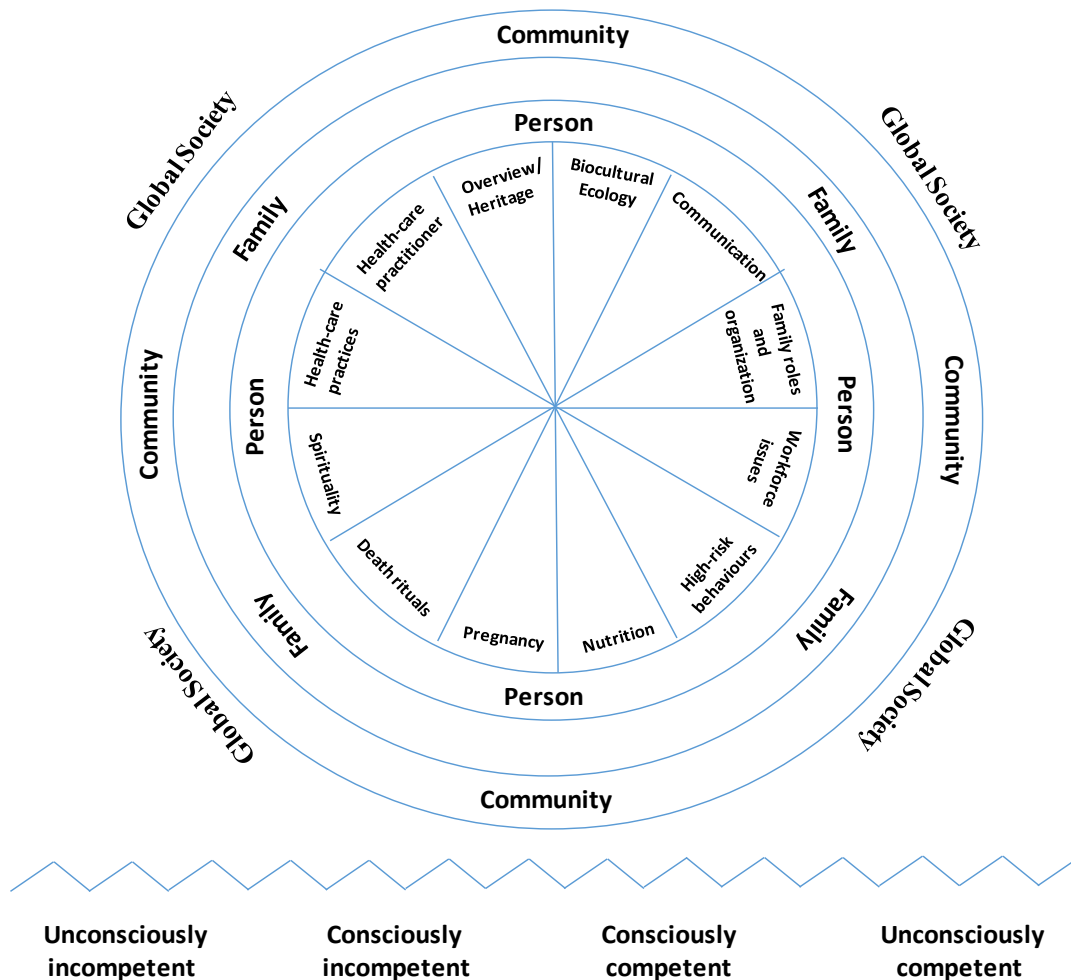 Community
Global Society
Global Society
Person
Family
Family
Overview/
Heritage
Biocultural
Ecology
Health-care
practitioner
Communication
Health-care
practices
Family roles
and
organization
Community
Person
Person
Community
Spirituality
Workforce
issues
Death rituals
High-risk
behaviours
Pregnancy
Nutrition
Family
Family
Person
Global Society
Global Society
Community
Unconsciously
incompetent
Consciously
incompetent
Consciously
competent
Unconsciously
competent